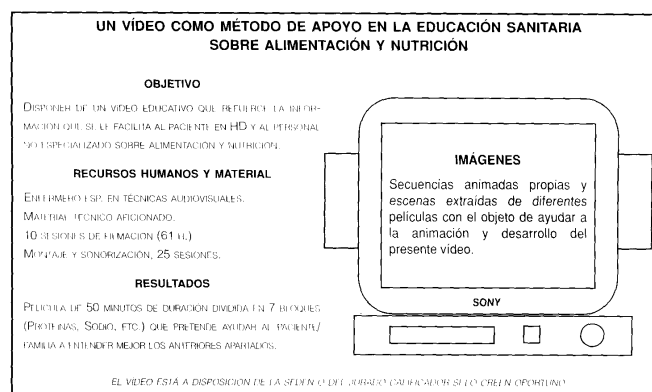 UN VÍDEO COMO MÉTODO DE APOYO EN LA EDUCACIÓN SANITARIA
SOBRE ALIMENTACIÓN Y NUTRICIÓN
OBJETIVO
DISPONER DE UN VIDEO EDUCATIVO QUE REFUERCE LA INFOR-
MACION QUE SE LE FACILITA AL PACIENTE EN HD Y AL PERSONAL
NO ESPECIALIZADO SOBRE ALIMENTACIÓN Y NUTRICIÓN.
RECURSOS HUMANOS Y MATERIAL
ENFERMERO ESP. EN TÉCNICAS AUDIOVISUALES.
MATERIAL TÉCNICO AFICIONADO.
10 SESIONES DE FILMACIÓN (61 H.)
MONTAJE Y SONORIZACIÓN, 25 SESIONES.
RESULTADOS
PELÍCULA DE 50 MINUTOS DE DURACIÓN DIVIDIDA EN 7 BLOQUES
(PROTEINAS, SODIO, ETC.) QUE PRETENDE AYUDAR AL PACIENTE/
FAMILIA A ENTENDER MEJOR LOS ANTERIORES APARTADOS.
IMÁGENES
Secuencias animadas propias y
escenas extraídas de diferentes
películas con el objeto de ayudar a
la animación y desarrollo del
presente vídeo.
SONY
EL VIDEO ESTÁ A DISPOSICIÓN DE LA SEDEN O DEL JURADO CALIFICADOR SI LO CREEN OPORTUNO